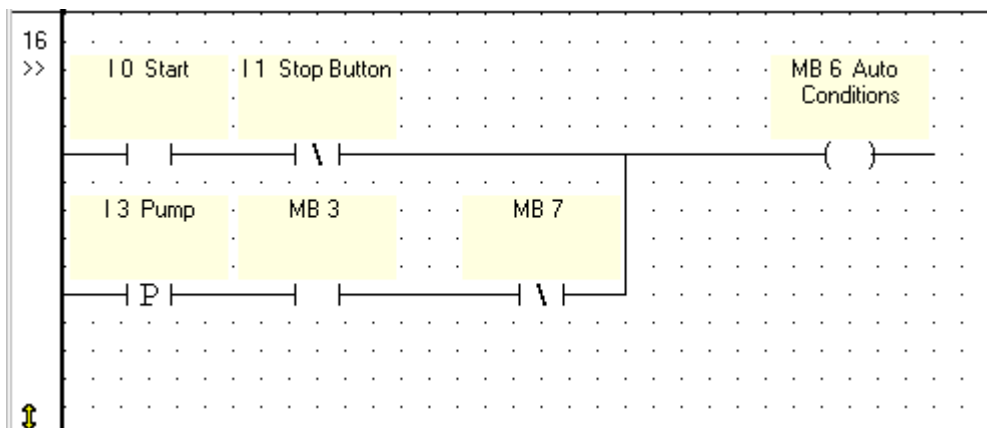 16
>>
I 0 Start
I 1 Stop Button
MB 6 Auto
Conditions
I 3 Pump
MB 3
MB 7
P